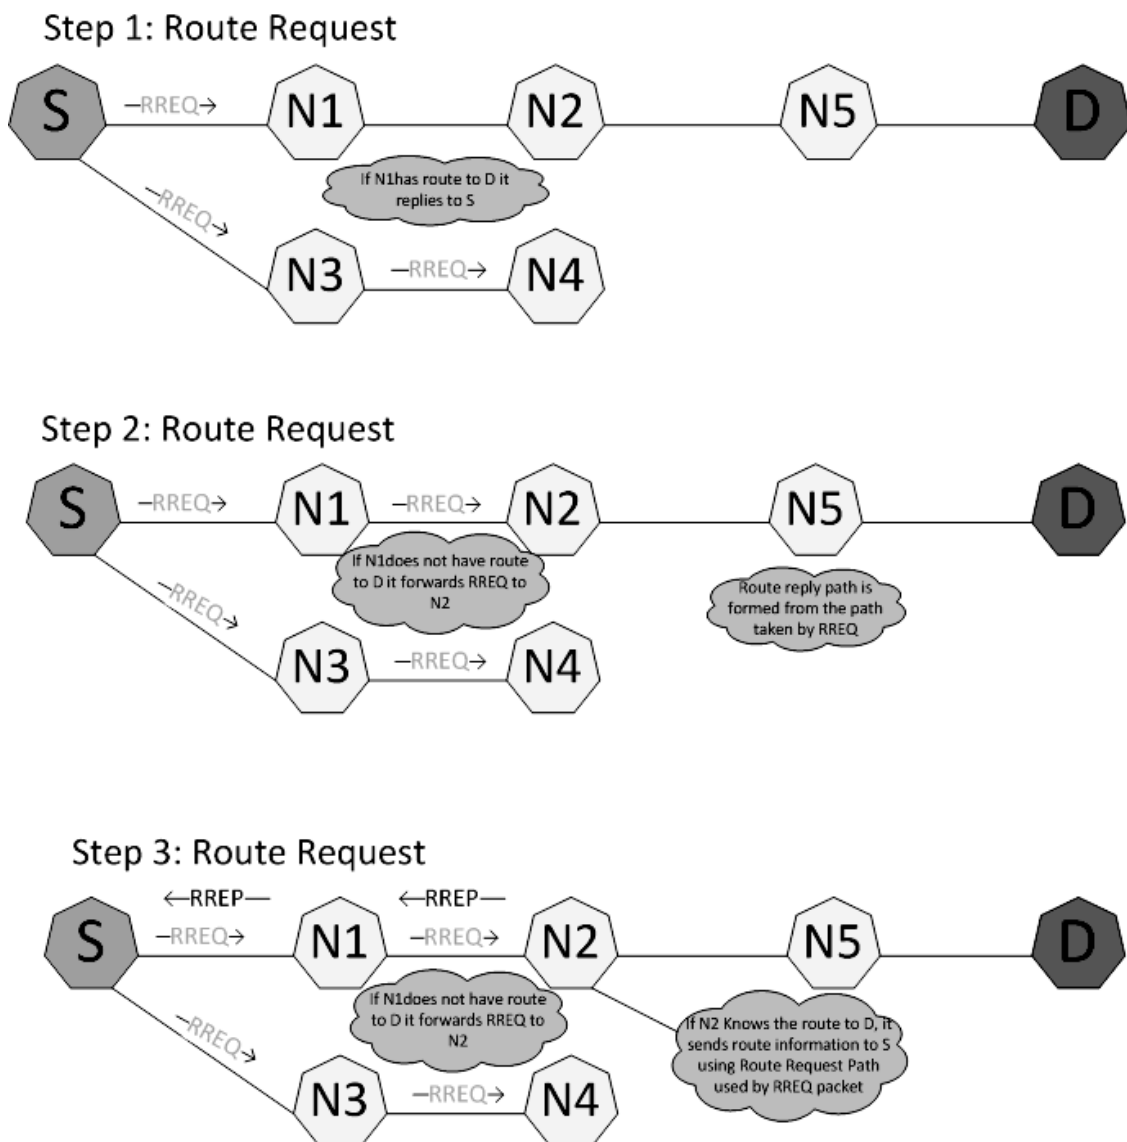 Step 1: Route Request
S
—RREQ→
N1
N2
N5
D
If N1has route to D it
replies to S
—RREQ→
N3
—RREQ→
N4
Step 2: Route Request
S
—RREQ→
N1
—RREQ→
N2
N5
D
If N1does not have route
to D it forwards RREQ to
N2
Route reply path is
formed from the path
taken by RREQ
—RREQ→
N3
—RREQ→
N4
Step 3: Route Request
←RREP—
←RREP—
S
—RREQ→
N1
—RREQ→
N2
N5
D
If N1does not have route
to D it forwards RREQ to
N2
If N2 Knows the route to D, it
sends route information to S
using Route Request Path
used by RREQ packet
—RREQ→
N3
—RREQ→
N4